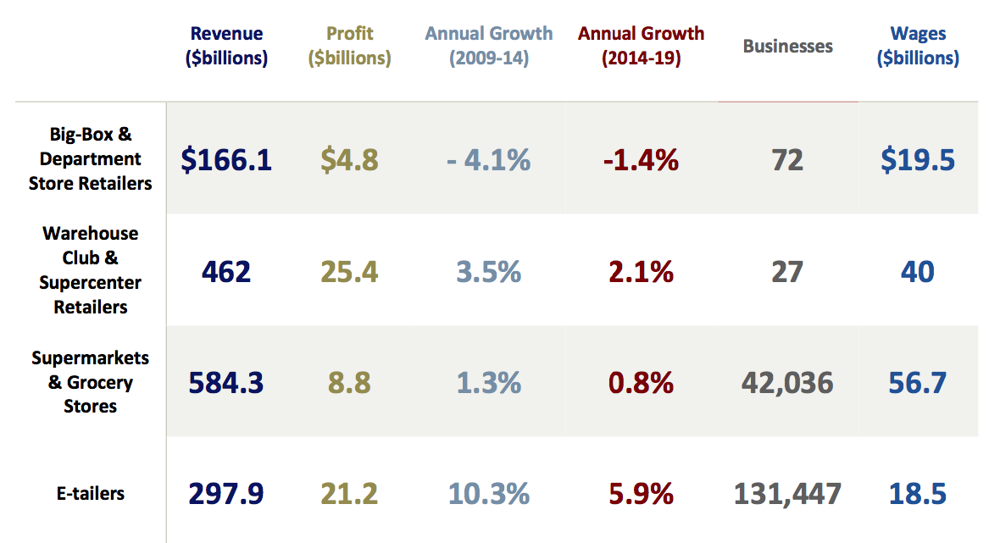 Revenue ($billions) Profit ($billions) Annual Growth (2009-14) Annual Growth (2014-19) Businesses Wages ($billions)
Big-Box & Department Store Retailers $166.1 $4.8 - 4.1% -1.4% 72 $19.5
Warehouse Club & Supercenter Retailers 462 25.4 3.5% 2.1% 27 40
Supermarkets & Grocery Stores 584.3 8.8 1.3% 0.8% 42,036 56.7
E-tailers 297.9 21.2 10.3% 5.9% 131,447 18.5